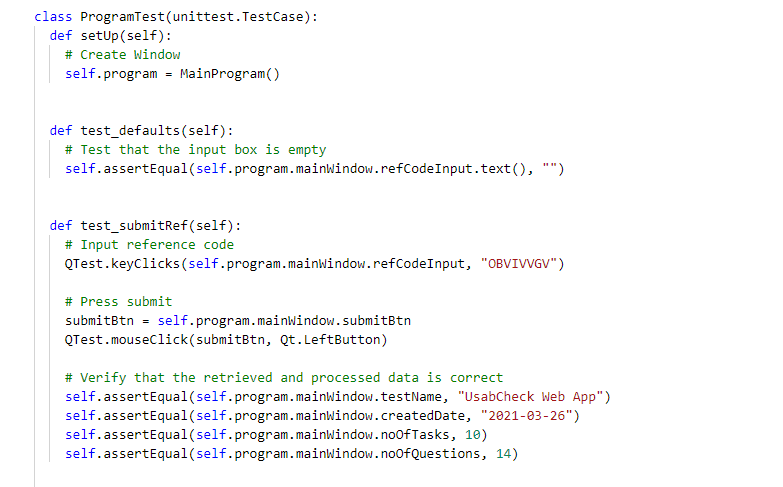 class ProgramTest(unittest.TestCase):
def setUp(self):
# Create Window
self.program = MainProgram()
def test_defaults(self):
# Test that the input box is empty
self.assertEqual(self.program.mainWindow.refCodeInput.text(), "")
def test_submitRef(self):
# Input reference code
QTest.keyClicks(self.program.mainWindow.refCodeInput, "OBVIVVGV")
# Press submit
submitBtn = self.program.mainWindow.submitBtn
QTest.mouseClick(submitBtn, Qt.LeftButton)
# Verify that the retrieved and processed data is correct
self.assertEqual(self.program.mainWindow.testName, "UsabCheck Web App")
self.assertEqual(self.program.mainWindow.createdDate, "2021-03-26")
self.assertEqual(self.program.mainWindow.noOfTasks, 10)
self.assertEqual(self.program.mainWindow.noOfQuestions, 14)